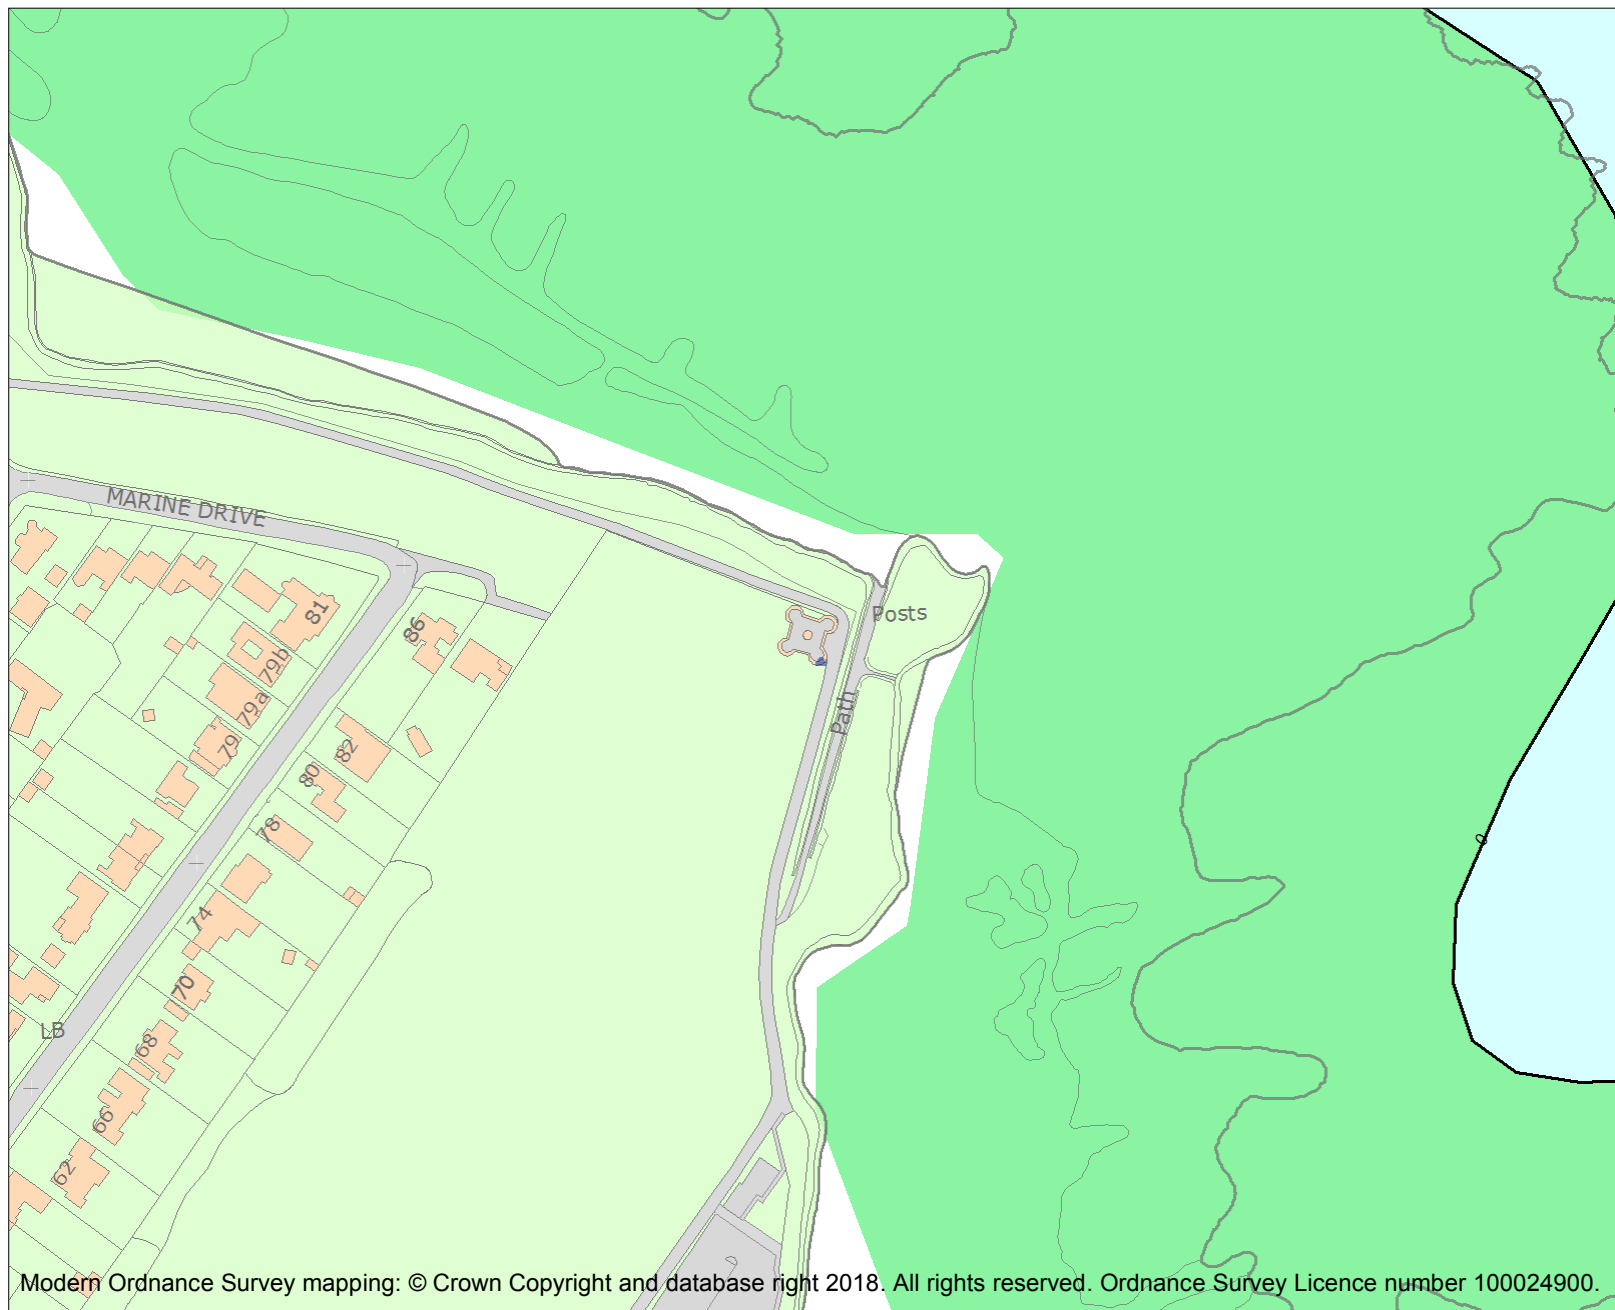 MARINE DRIVE
Posts
81
86
79b
79a
Path
79
82
80
78
0
74
70
LB
68
66
62
Modern Ordnance Survey mapping: © Crown Copyright and database right 2018. All rights reserved. Ordnance Survey Licence number 100024900.